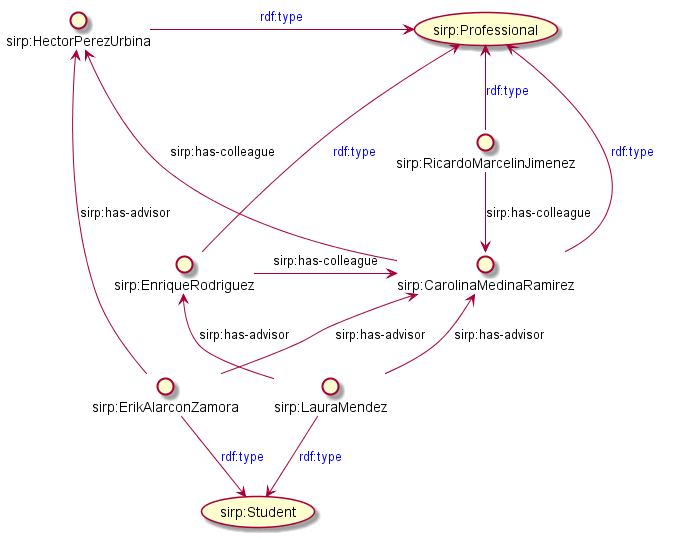 rdf:type
sirp:HectorPerezUrbina
sirp:Professional
rdf:type
sirp:has-colleague
rdf:type
rdf:type
sirp:RicardoMarcelinJimenez
sirp:has-advisor
sirp:has-colleague
sirp:has-colleague
sirp:EnriqueRodriguez
sirp:CarolinaMedinaRamirez
sirp:has-advisor
sirp:has-advisor
sirp:has-advisor
sirp:ErikAlarconZamora
sirp:LauraMendez
rdf:type
rdf:type
sirp:Student